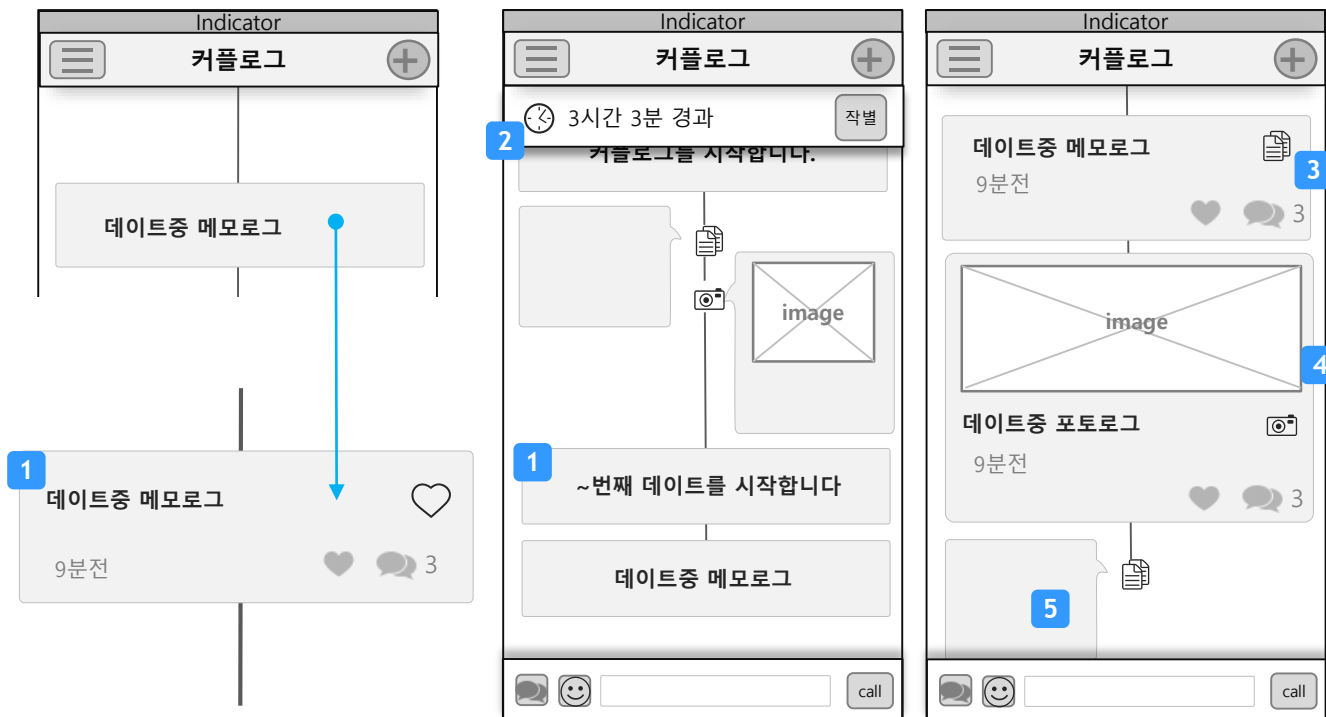 Indicator
커플로그
데이트중 메모로그
1
데이트중 메모로그
9분전
3
Indicator
커플로그
2
3시간 3분 경과
작별
커플로그를 시작합니다.
image
1
~번째 데이트를 시작합니다
데이트중 메모로그
call
Indicator
커플로그
데이트중 메모로그
3
9분전
3
image
4
데이트중 포토로그
9분전
3
5
call